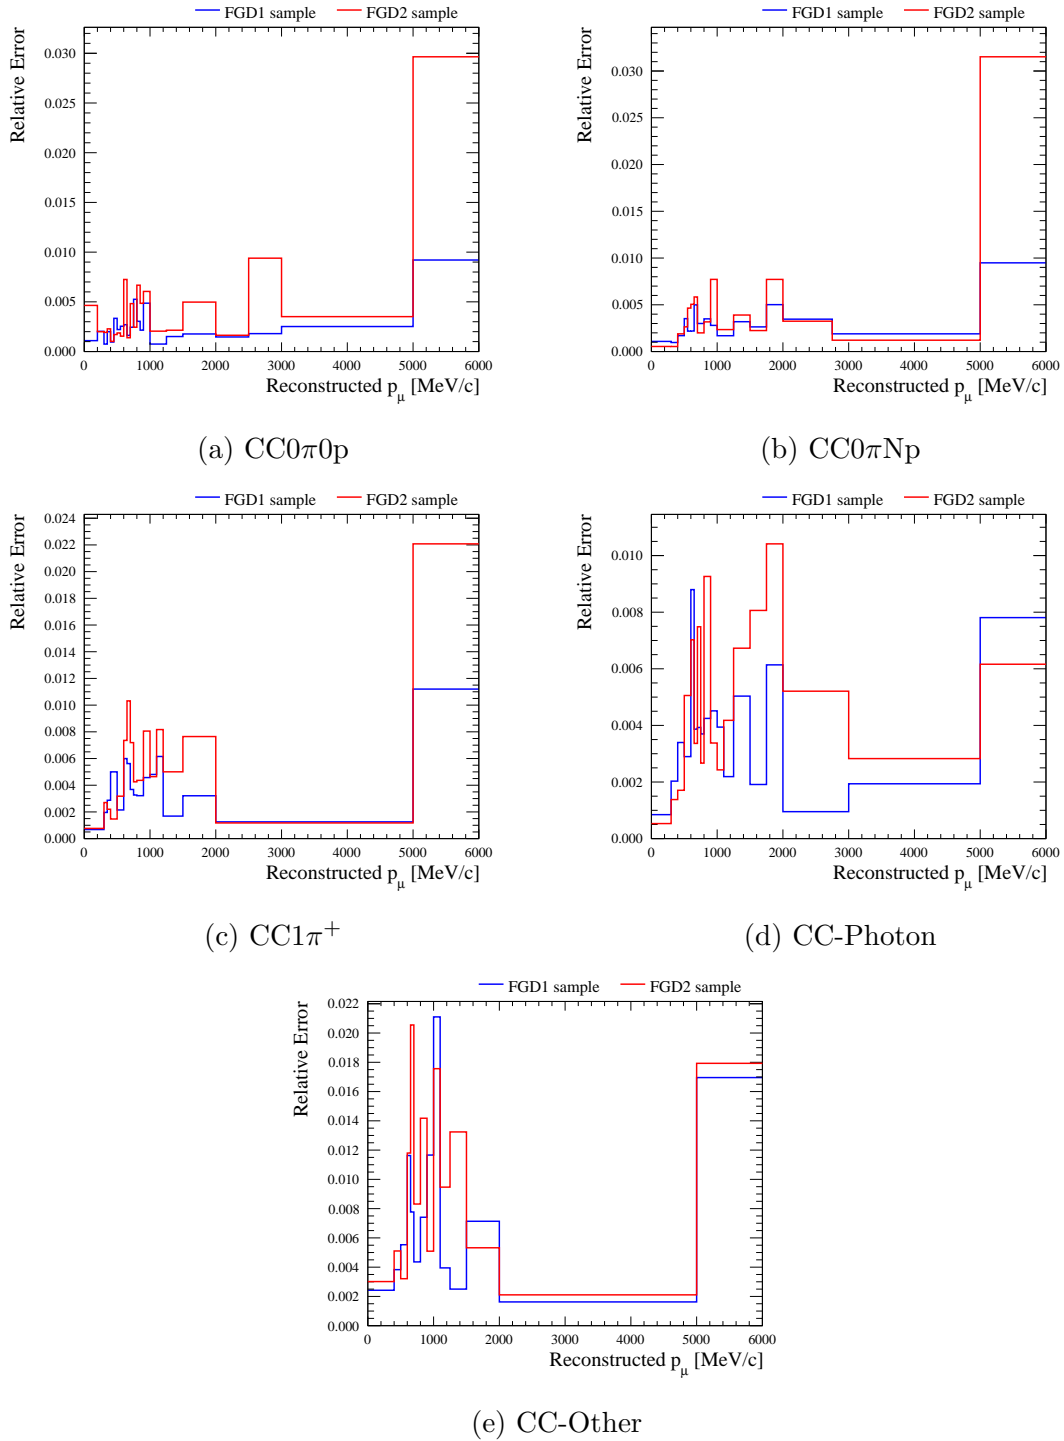 FGD1 sample FGD2 sample
Relative Error
0.030
0.025
0.020
0.015
0.010
0.005
0.000
0 1000 2000 3000 4000 5000 6000
Reconstructed pμ [MeV/c]
(a) CC0π0p
FGD1 sample FGD2 sample
Relative Error
0.030
0.025
0.020
0.015
0.010
0.005
0.000
0 1000 2000 3000 4000 5000 6000
Reconstructed pμ [MeV/c]
(b) CC0πNp
FGD1 sample FGD2 sample
Relative Error
0.024
0.022
0.020
0.018
0.016
0.014
0.012
0.010
0.008
0.006
0.004
0.002
0.000
0 1000 2000 3000 4000 5000 6000
Reconstructed pμ [MeV/c]
(c) CC1π+
FGD1 sample FGD2 sample
Relative Error
0.010
0.008
0.006
0.004
0.002
0.000
0 1000 2000 3000 4000 5000 6000
Reconstructed pμ [MeV/c]
(d) CC-Photon
FGD1 sample FGD2 sample
Relative Error
0.022
0.020
0.018
0.016
0.014
0.012
0.010
0.008
0.006
0.004
0.002
0.000
0 1000 2000 3000 4000 5000 6000
Reconstructed pμ [MeV/c]
(e) CC-Other